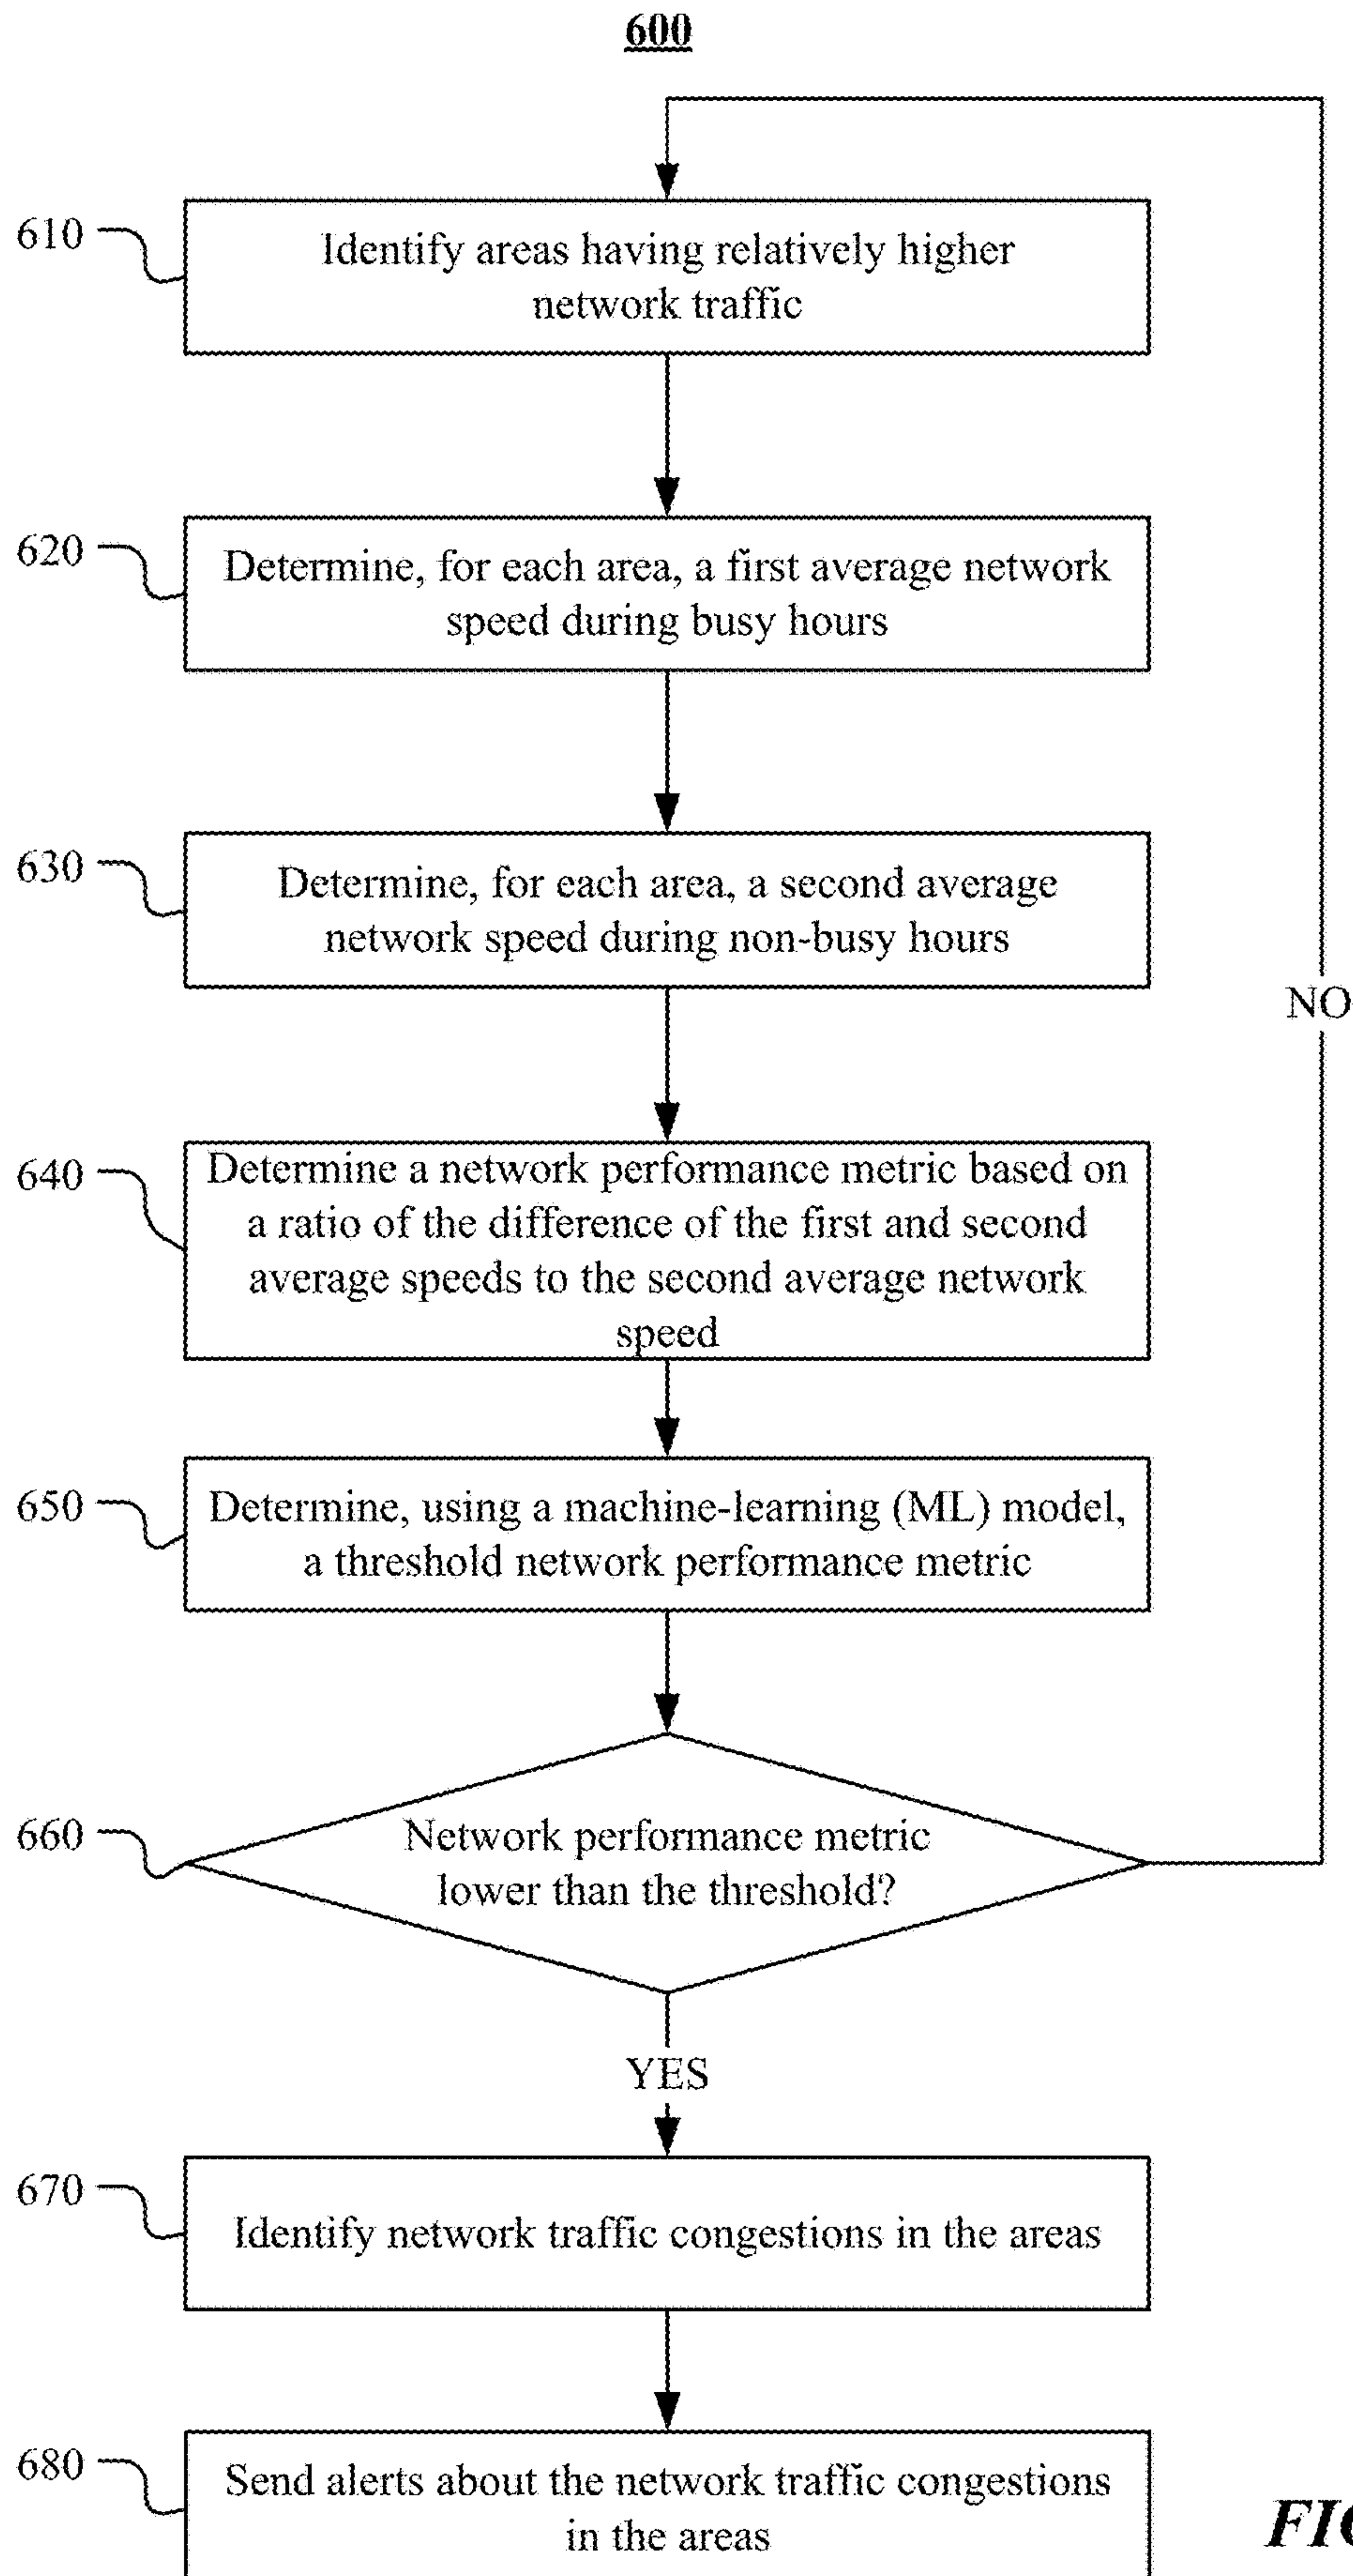 600
610
Identify areas having relatively higher
network traffic
620
Determine, for each area, a first average network
speed during busy hours
630
Determine, for each area, a second average
network speed during non-busy hours
NO
640
Determine a network performance metric based on
a ratio of the difference of the first and second
average speeds to the second average network
speed
650
Determine, using a machine-learning (ML) model,
a threshold network performance metric
660
Network performance metric
lower than the threshold?
YES
670
Identify network traffic congestions in the areas
680
Send alerts about the network traffic congestions
in the areas